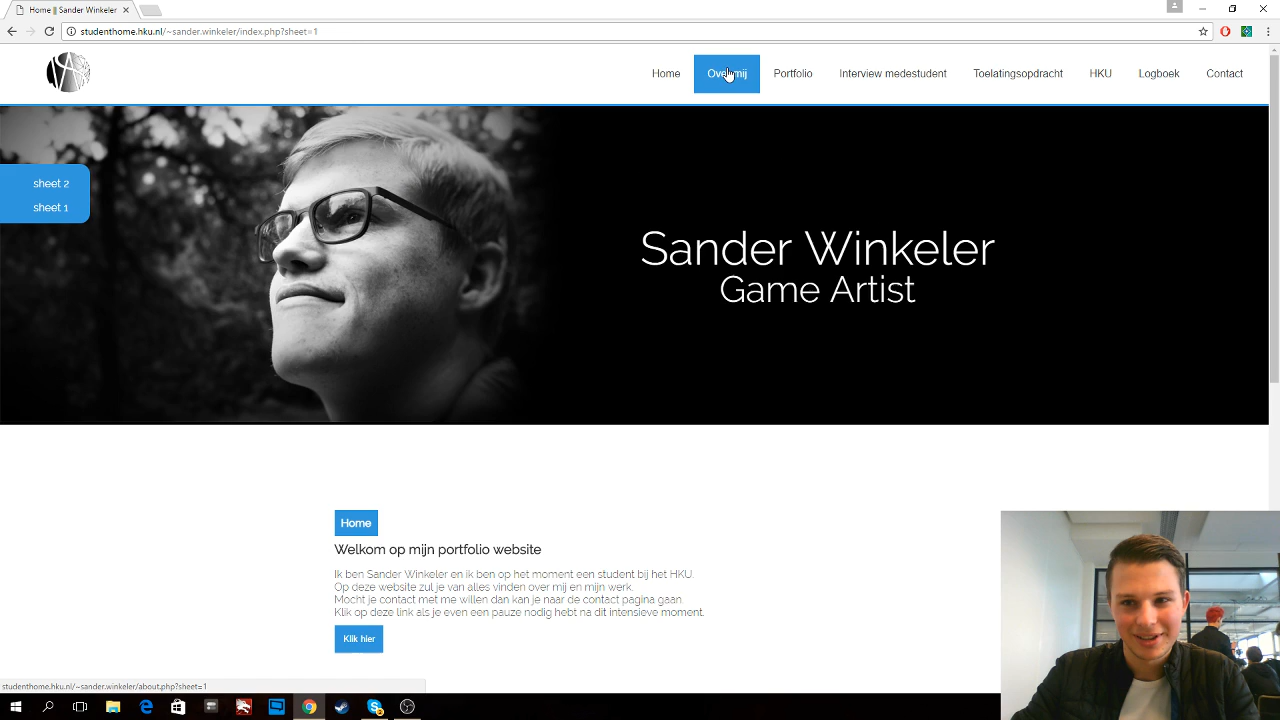 Home || Sander Winkeler
studenthome.hku.nl/~sander.winkeler/index.php?sheet=1
Home
Over mij
Portfolio
Interview medestudent
Toelatingsopdracht
HKU
Logboek
Contact
sheet 2
sheet 1
Sander Winkeler
Game Artist
Home
Welkom op mijn portfolio website
Ik ben Sander Winkeler en ik ben op het moment een student bij het HKU.
Op deze website zul je van alles vinden over mij en mijn werk.
Mocht je contact met me willen dan kan je naar de contact pagina gaan.
Klik op deze link als je even een pauze nodig hebt na dit intensieve moment.
Klik hier
studenthome.hku.nl/~sander.winkeler/about.php?sheet=1